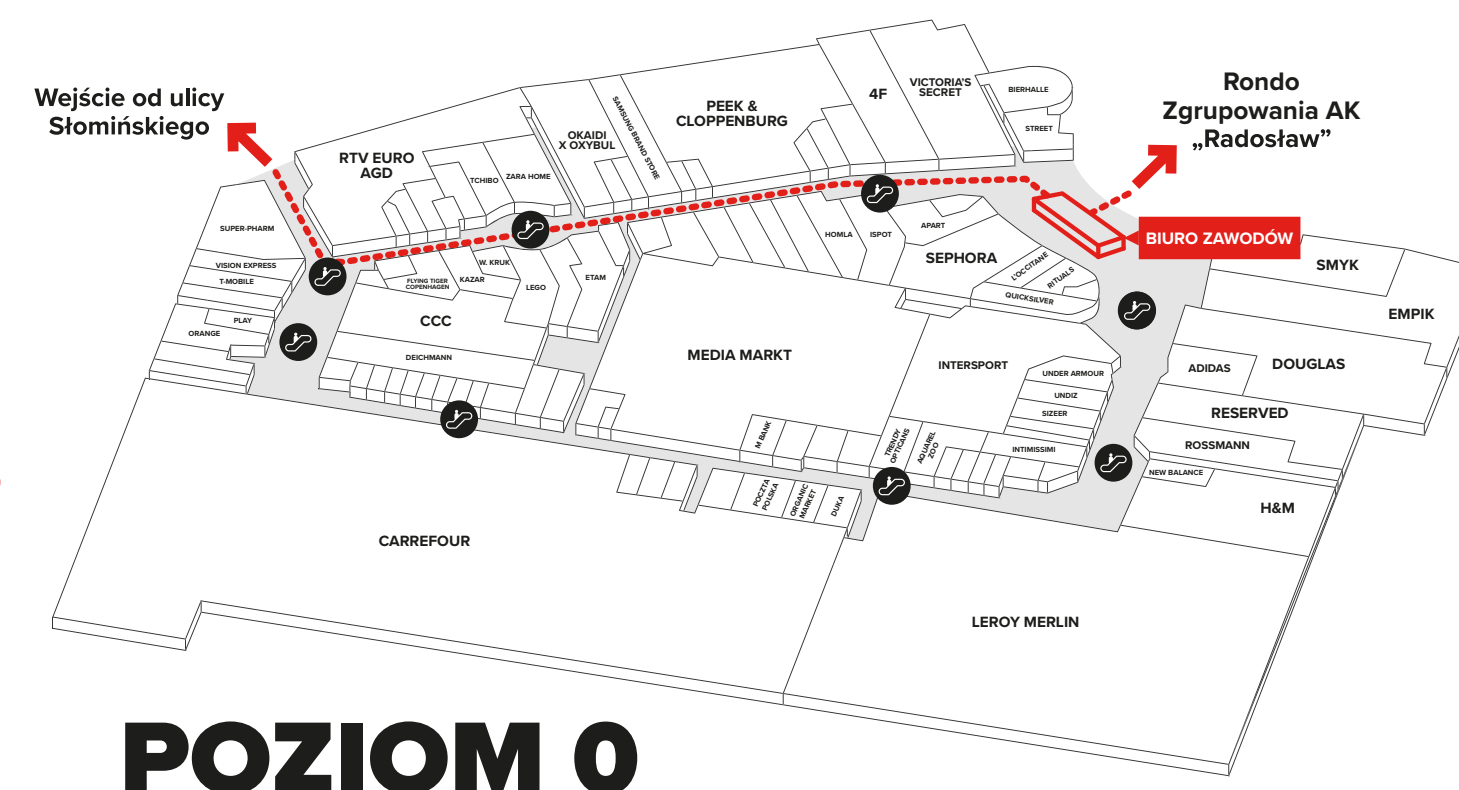 Wejście od ulicy
Słomińskiego
Rondo
Zgrupowania AK
„Radosław”
BIURO ZAWODÓW
RTV EURO
AGD
TCHIBO
ZARA HOME
OKAIDI
X OXYBUL
SAMSUNG BRAND STORE
PEEK &
CLOPPENBURG
4F
VICTORIA'S
SECRET
BIERHALLE
STREET
SUPER-PHARM
VISION EXPRESS
T-MOBILE
PLAY
ORANGE
FLYING TIGER
COPENHAGEN
KAZAR
W. KRUK
LEGO
ETAM
CCC
DEICHMANN
HOMLA
ISPOT
APART
SEPHORA
L'OCCITANE
RITUALS
QUICKSILVER
SMYK
EMPIK
MEDIA MARKT
INTERSPORT
UNDER ARMOUR
UNDIZ
SIZEER
INTIMISSIMI
ADIDAS
DOUGLAS
RESERVED
ROSSMANN
NEW BALANCE
H&M
M BANK
TRENDY
OPTICANS
AQUAREL
ZOO
POCZTA
POLSKA
ORGANIC
MARKET
DUKA
CARREFOUR
LEROY MERLIN
POZIOM 0